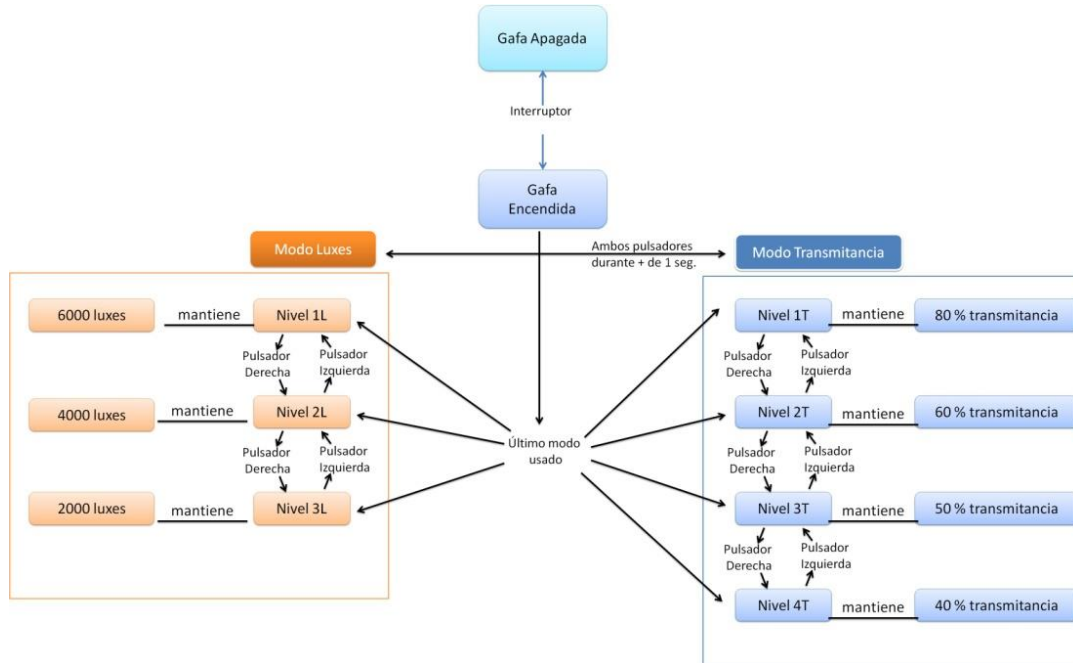 Gafa Apagada
Interruptor
Gafa
Encendida
Modo Luxes
Ambos pulsadores
durante + de 1 seg.
Modo Transmitancia
6000 luxes
mantiene
Nivel 1L
Pulsador
Derecha
Pulsador
Izquierda
4000 luxes
mantiene
Nivel 2L
Pulsador
Derecha
Pulsador
Izquierda
2000 luxes
mantiene
Nivel 3L
Último modo
usado
Nivel 1T
mantiene
80 % transmitancia
Pulsador
Derecha
Pulsador
Izquierda
Nivel 2T
mantiene
60 % transmitancia
Pulsador
Derecha
Pulsador
Izquierda
Nivel 3T
mantiene
50 % transmitancia
Pulsador
Derecha
Pulsador
Izquierda
Nivel 4T
mantiene
40 % transmitancia